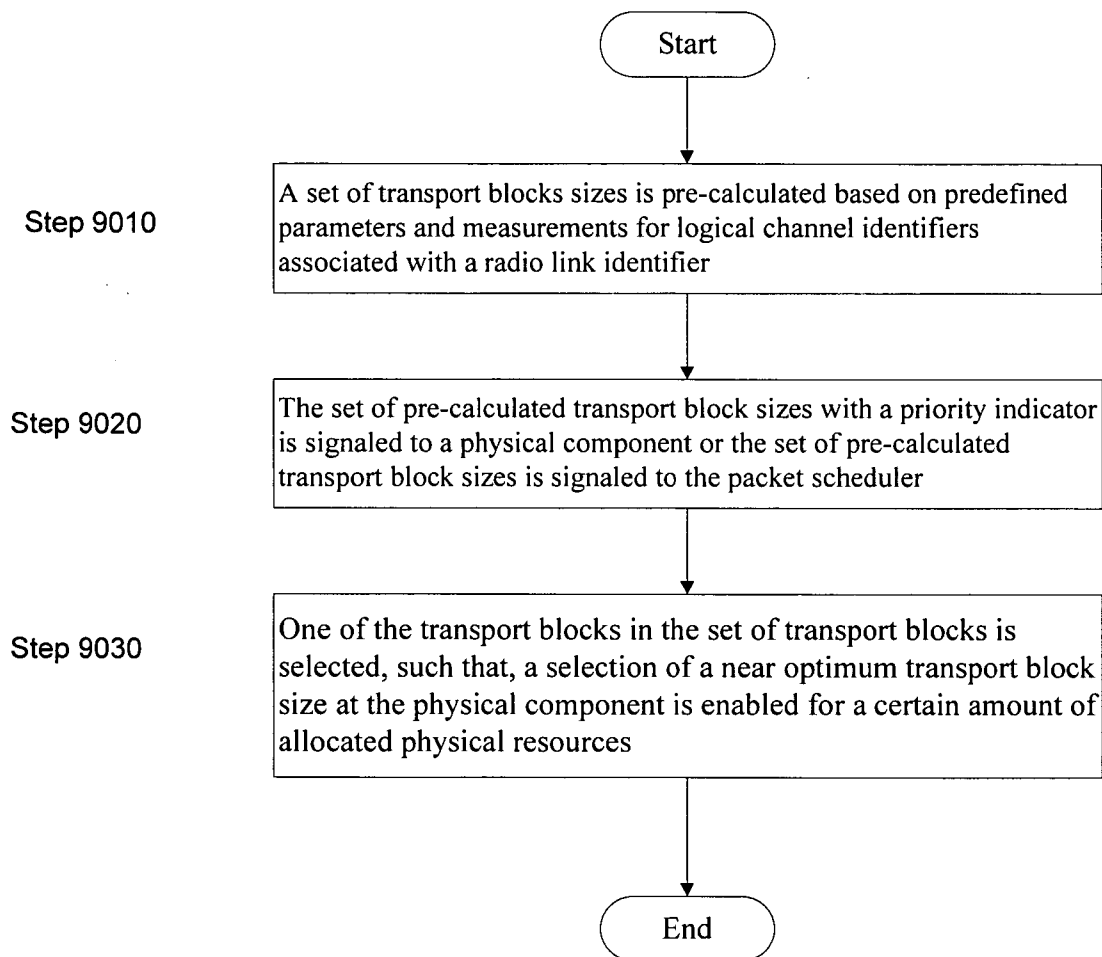 Start
Step 9010
A set of transport blocks sizes is pre-calculated based on predefined
parameters and measurements for logical channel identifiers
associated with a radio link identifier
Step 9020
The set of pre-calculated transport block sizes with a priority indicator
is signaled to a physical component or the set of pre-calculated
transport block sizes is signaled to the packet scheduler
Step 9030
One of the transport blocks in the set of transport blocks is
selected, such that, a selection of a near optimum transport block
size at the physical component is enabled for a certain amount of
allocated physical resources
End